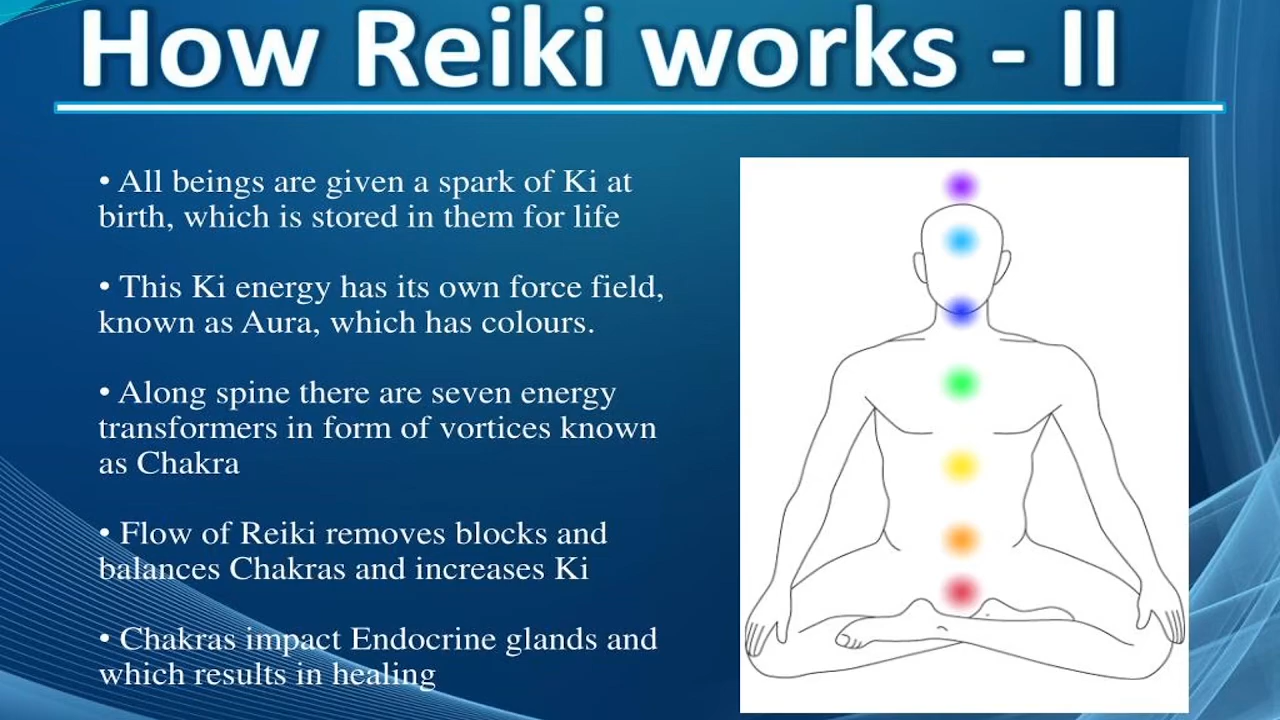 How Reiki works - II
• All beings are given a spark of Ki at
birth, which is stored in them for life
• This Ki energy has its own force field,
known as Aura, which has colours.
• Along spine there are seven energy
transformers in form of vortices known
as Chakra
• Flow of Reiki removes blocks and
balances Chakras and increases Ki
• Chakras impact Endocrine glands and
which results in healing